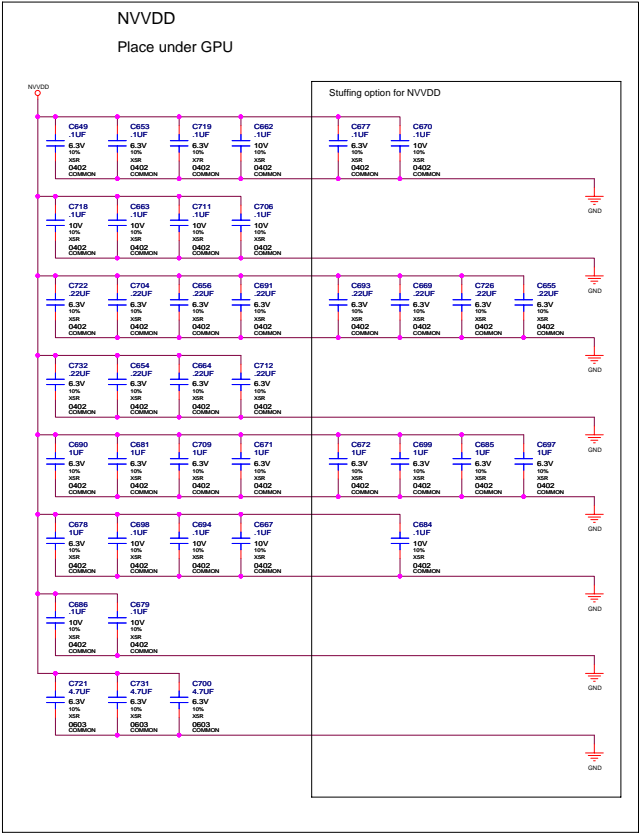 NVVDD
Place under GPU
NVVDD
Stuffing option for NVVDD
C649 C653 C719 C662 C677 C670
.1UF .1UF .1UF .1UF .1UF .1UF
6.3V 6.3V 6.3V 10V 6.3V 10V
10% 10% 10% 10% 10% 10%
X5R X5R X7R X5R X5R X5R
0402 0402 0402 0402 0402 0402
COMMON COMMON COMMON COMMON COMMON COMMON
GND
C718 C663 C711 C706
.1UF .1UF .1UF .1UF
10V 10V 10V 10V
10% 10% 10% 10%
X5R X5R X5R X5R
0402 0402 0402 0402
COMMON COMMON COMMON COMMON
GND
C722 C704 C656 C691 C693 C669 C726 C655
.22UF .22UF .22UF .22UF .22UF .22UF .22UF .22UF
6.3V 6.3V 6.3V 6.3V 6.3V 6.3V 6.3V 6.3V
10% 10% 10% 10% 10% 10% 10% 10%
X5R X5R X5R X5R X5R X5R X5R X5R
0402 0402 0402 0402 0402 0402 0402 0402
COMMON COMMON COMMON COMMON COMMON COMMON COMMON COMMON
GND
C732 C654 C664 C712
.22UF .22UF .22UF .22UF
6.3V 6.3V 6.3V 6.3V
10% 10% 10% 10%
X5R X5R X5R X5R
0402 0402 0402 0402
COMMON COMMON COMMON COMMON
GND
C690 C681 C709 C671 C672 C699 C685 C697
1UF 1UF 1UF 1UF 1UF 1UF 1UF 1UF
6.3V 6.3V 6.3V 6.3V 6.3V 6.3V 6.3V 6.3V
10% 10% 10% 10% 10% 10% 10% 10%
X5R X5R X5R X5R X5R X5R X5R X5R
0402 0402 0402 0402 0402 0402 0402 0402
COMMON COMMON COMMON COMMON COMMON COMMON COMMON COMMON
GND
C678 C698 C694 C667 C684
1UF .1UF .1UF .1UF .1UF
6.3V 10V 10V 10V 10V
10% 10% 10% 10% 10%
X5R X5R X5R X5R X5R
0402 0402 0402 0402 0402
COMMON COMMON COMMON COMMON COMMON
GND
C686 C679
.1UF .1UF
10V 10V
10% 10%
X5R X5R
0402 0402
COMMON COMMON
GND
C721 C731 C700
4.7UF 4.7UF 4.7UF
6.3V 6.3V 6.3V
10% 10% 10%
X5R X5R X5R
0603 0603 0603
COMMON COMMON COMMON
GND